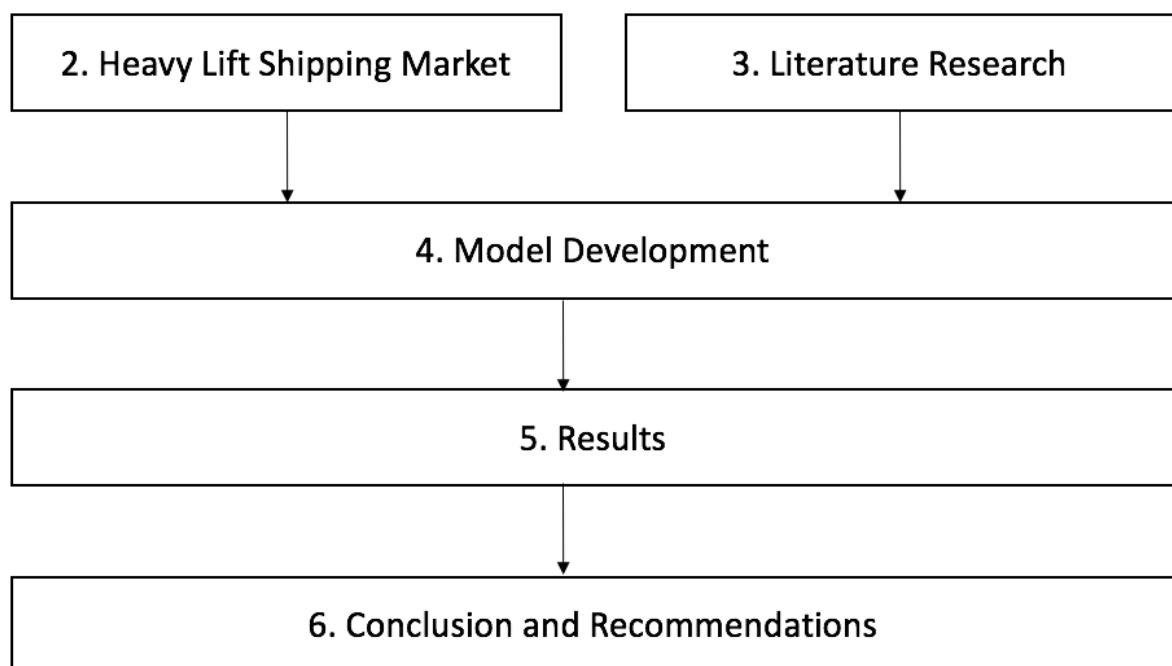 2. Heavy Lift Shipping Market
3. Literature Research
4. Model Development
5. Results
6. Conclusion and Recommendations